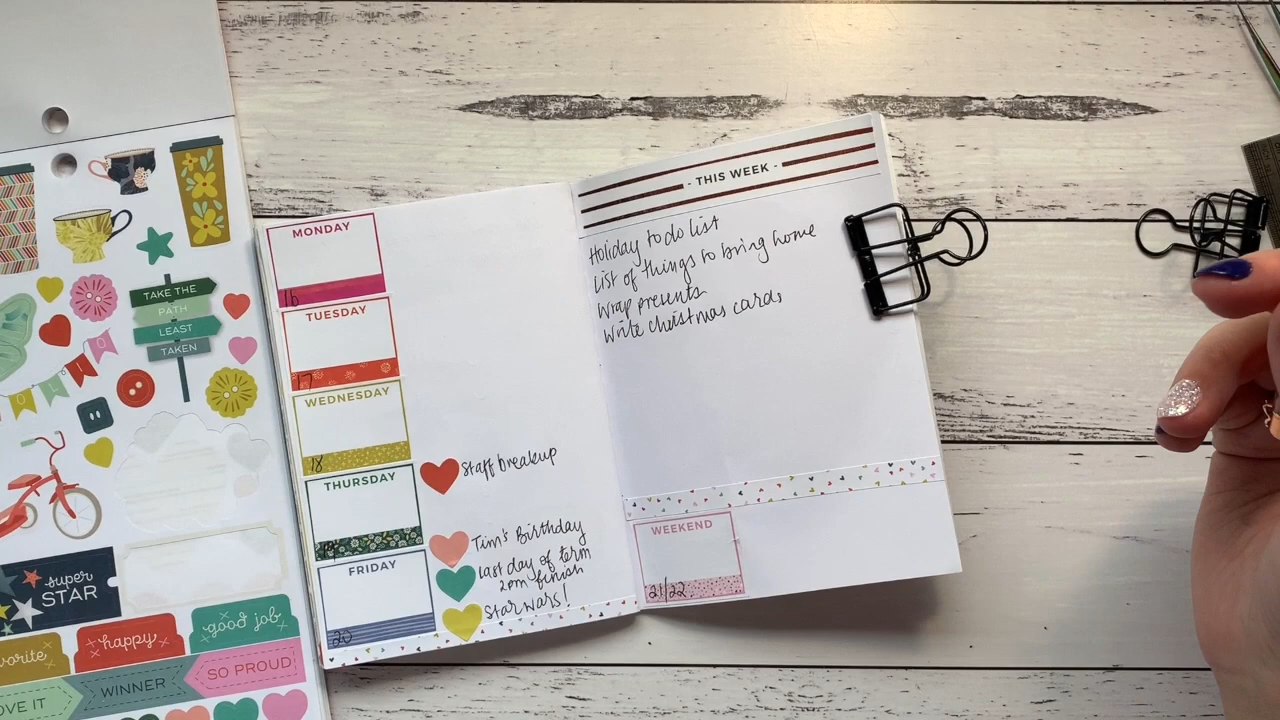 TAKE THE
PATH
LEAST
TAKEN
super
STAR
good job
happy
SO PROUD
WINNER
MONDAY
16
TUESDAY
17
WEDNESDAY
18
THURSDAY
Staff breakup
FRIDAY
20
Tim's Birthday
last day of term
2pm finish
Star wars!
- THIS WEEK -
Holiday to do list
List of things to bring home
Wrap presents
Write christmas cards
WEEKEND
21/22